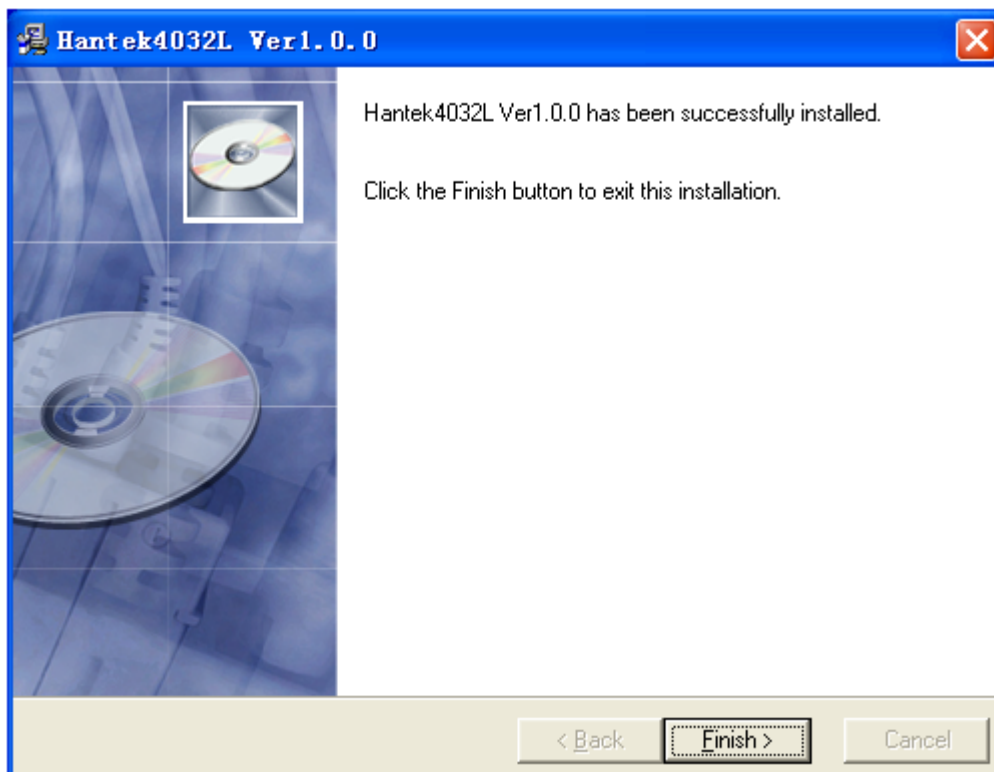 Hantek4032L Ver1.0.0
Hantek4032L Ver1.0.0 has been successfully installed.
Click the Finish button to exit this installation.
< Back Finish > Cancel